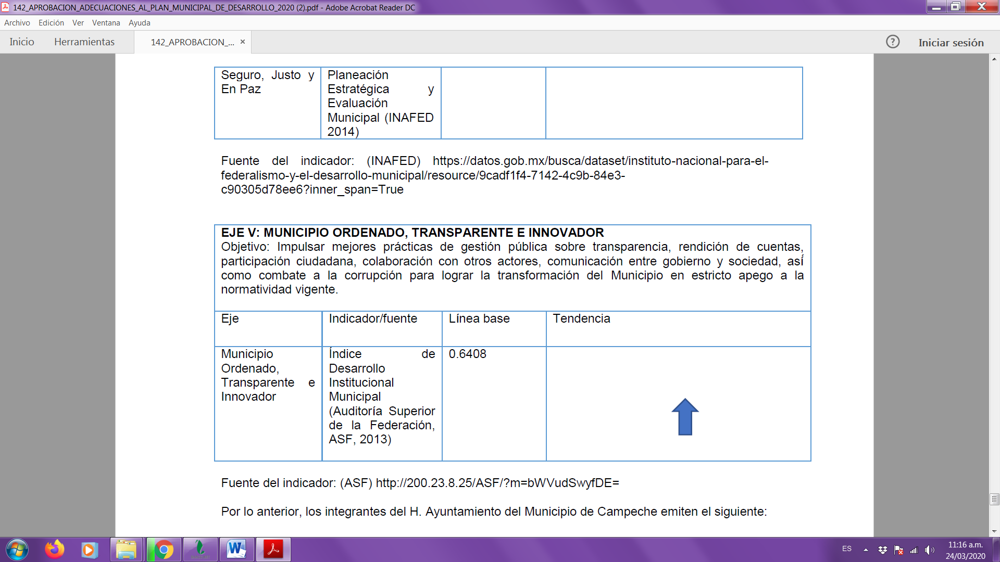 142_APROBACION_ADECUACIONES_AL_PLAN_MUNICIPAL_DE_DESARROLLO_2020 (2).pdf - Adobe Acrobat Reader DC
Archivo Edición Ver Ventana Ayuda
Inicio Herramientas 142_APROBACION_... × ? Iniciar sesión
Seguro, Justo y
En Paz
Planeación
Estratégica y
Evaluación
Municipal (INAFED
2014)
Fuente del indicador: (INAFED) https://datos.gob.mx/busca/dataset/instituto-nacional-para-el-
federalismo-y-el-desarrollo-municipal/resource/9cadf1f4-7142-4c9b-84e3-
c90305d78ee6?inner_span=True
EJE V: MUNICIPIO ORDENADO, TRANSPARENTE E INNOVADOR
Objetivo: Impulsar mejores prácticas de gestión pública sobre transparencia, rendición de cuentas,
participación ciudadana, colaboración con otros actores, comunicación entre gobierno y sociedad, así
como combate a la corrupción para lograr la transformación del Municipio en estricto apego a la
normatividad vigente.
Eje Indicador/fuente Línea base Tendencia
Municipio
Ordenado,
Transparente e
Innovador
Índice de
Desarrollo
Institucional
Municipal
(Auditoría Superior
de la Federación,
ASF, 2013)
0.6408
Fuente del indicador: (ASF) http://200.23.8.25/ASF/?m=bWVudSwyfDE=
Por lo anterior, los integrantes del H. Ayuntamiento del Municipio de Campeche emiten el siguiente:
ES
11:16 a.m.
24/03/2020